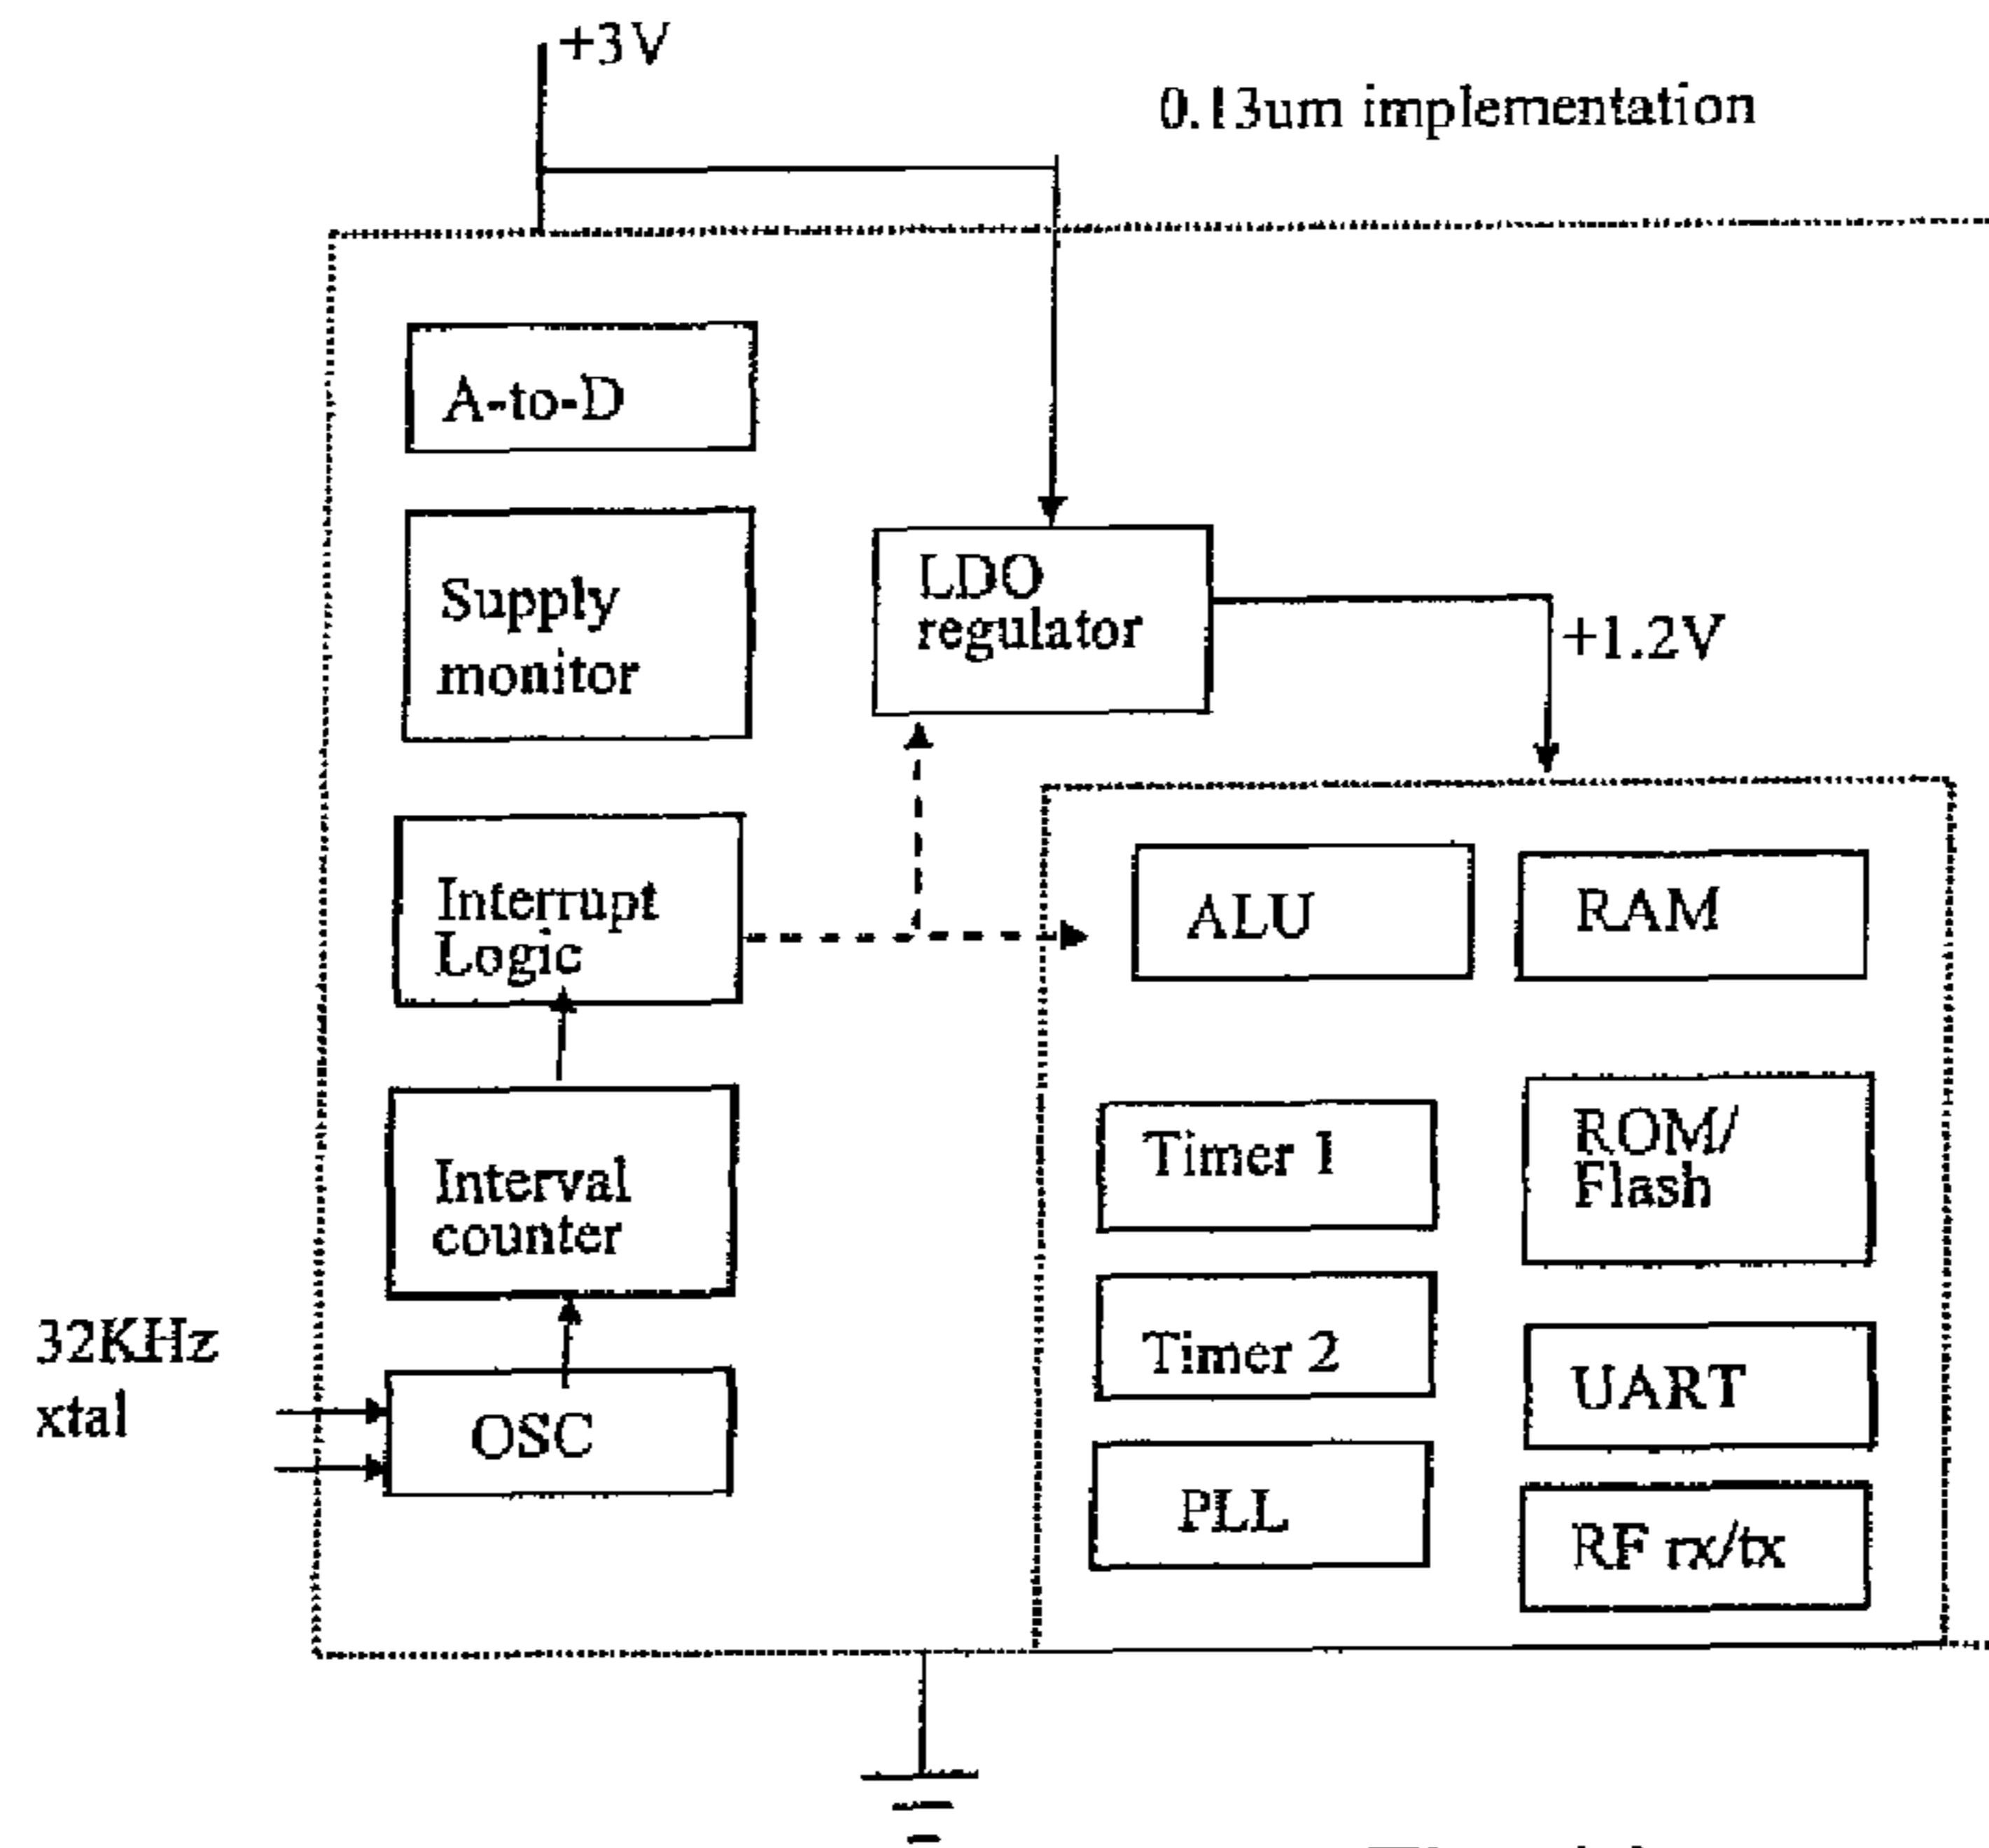 +3V
0.13um implementation
A-to-D
Supply
monitor
LDO
regulator
+1.2V
Interrupt
Logic
ALU
RAM
Interval
counter
Timer 1
ROM/
Flash
Timer 2
UART
32KHz
xtal
OSC
PLL
RF rx/tx